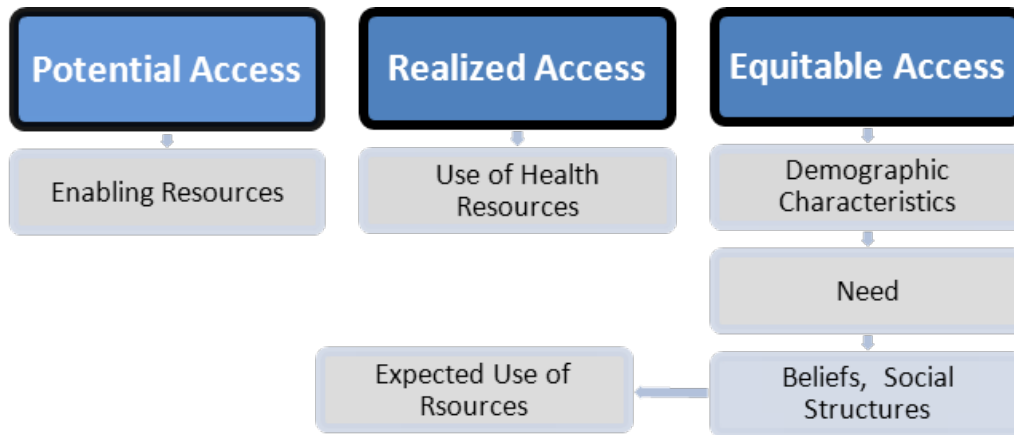 Potential Access
Realized Access
Equitable Access
Enabling Resources
Use of Health
Resources
Demographic
Characteristics
Need
Beliefs, Social
Structures
Expected Use of
Rsources